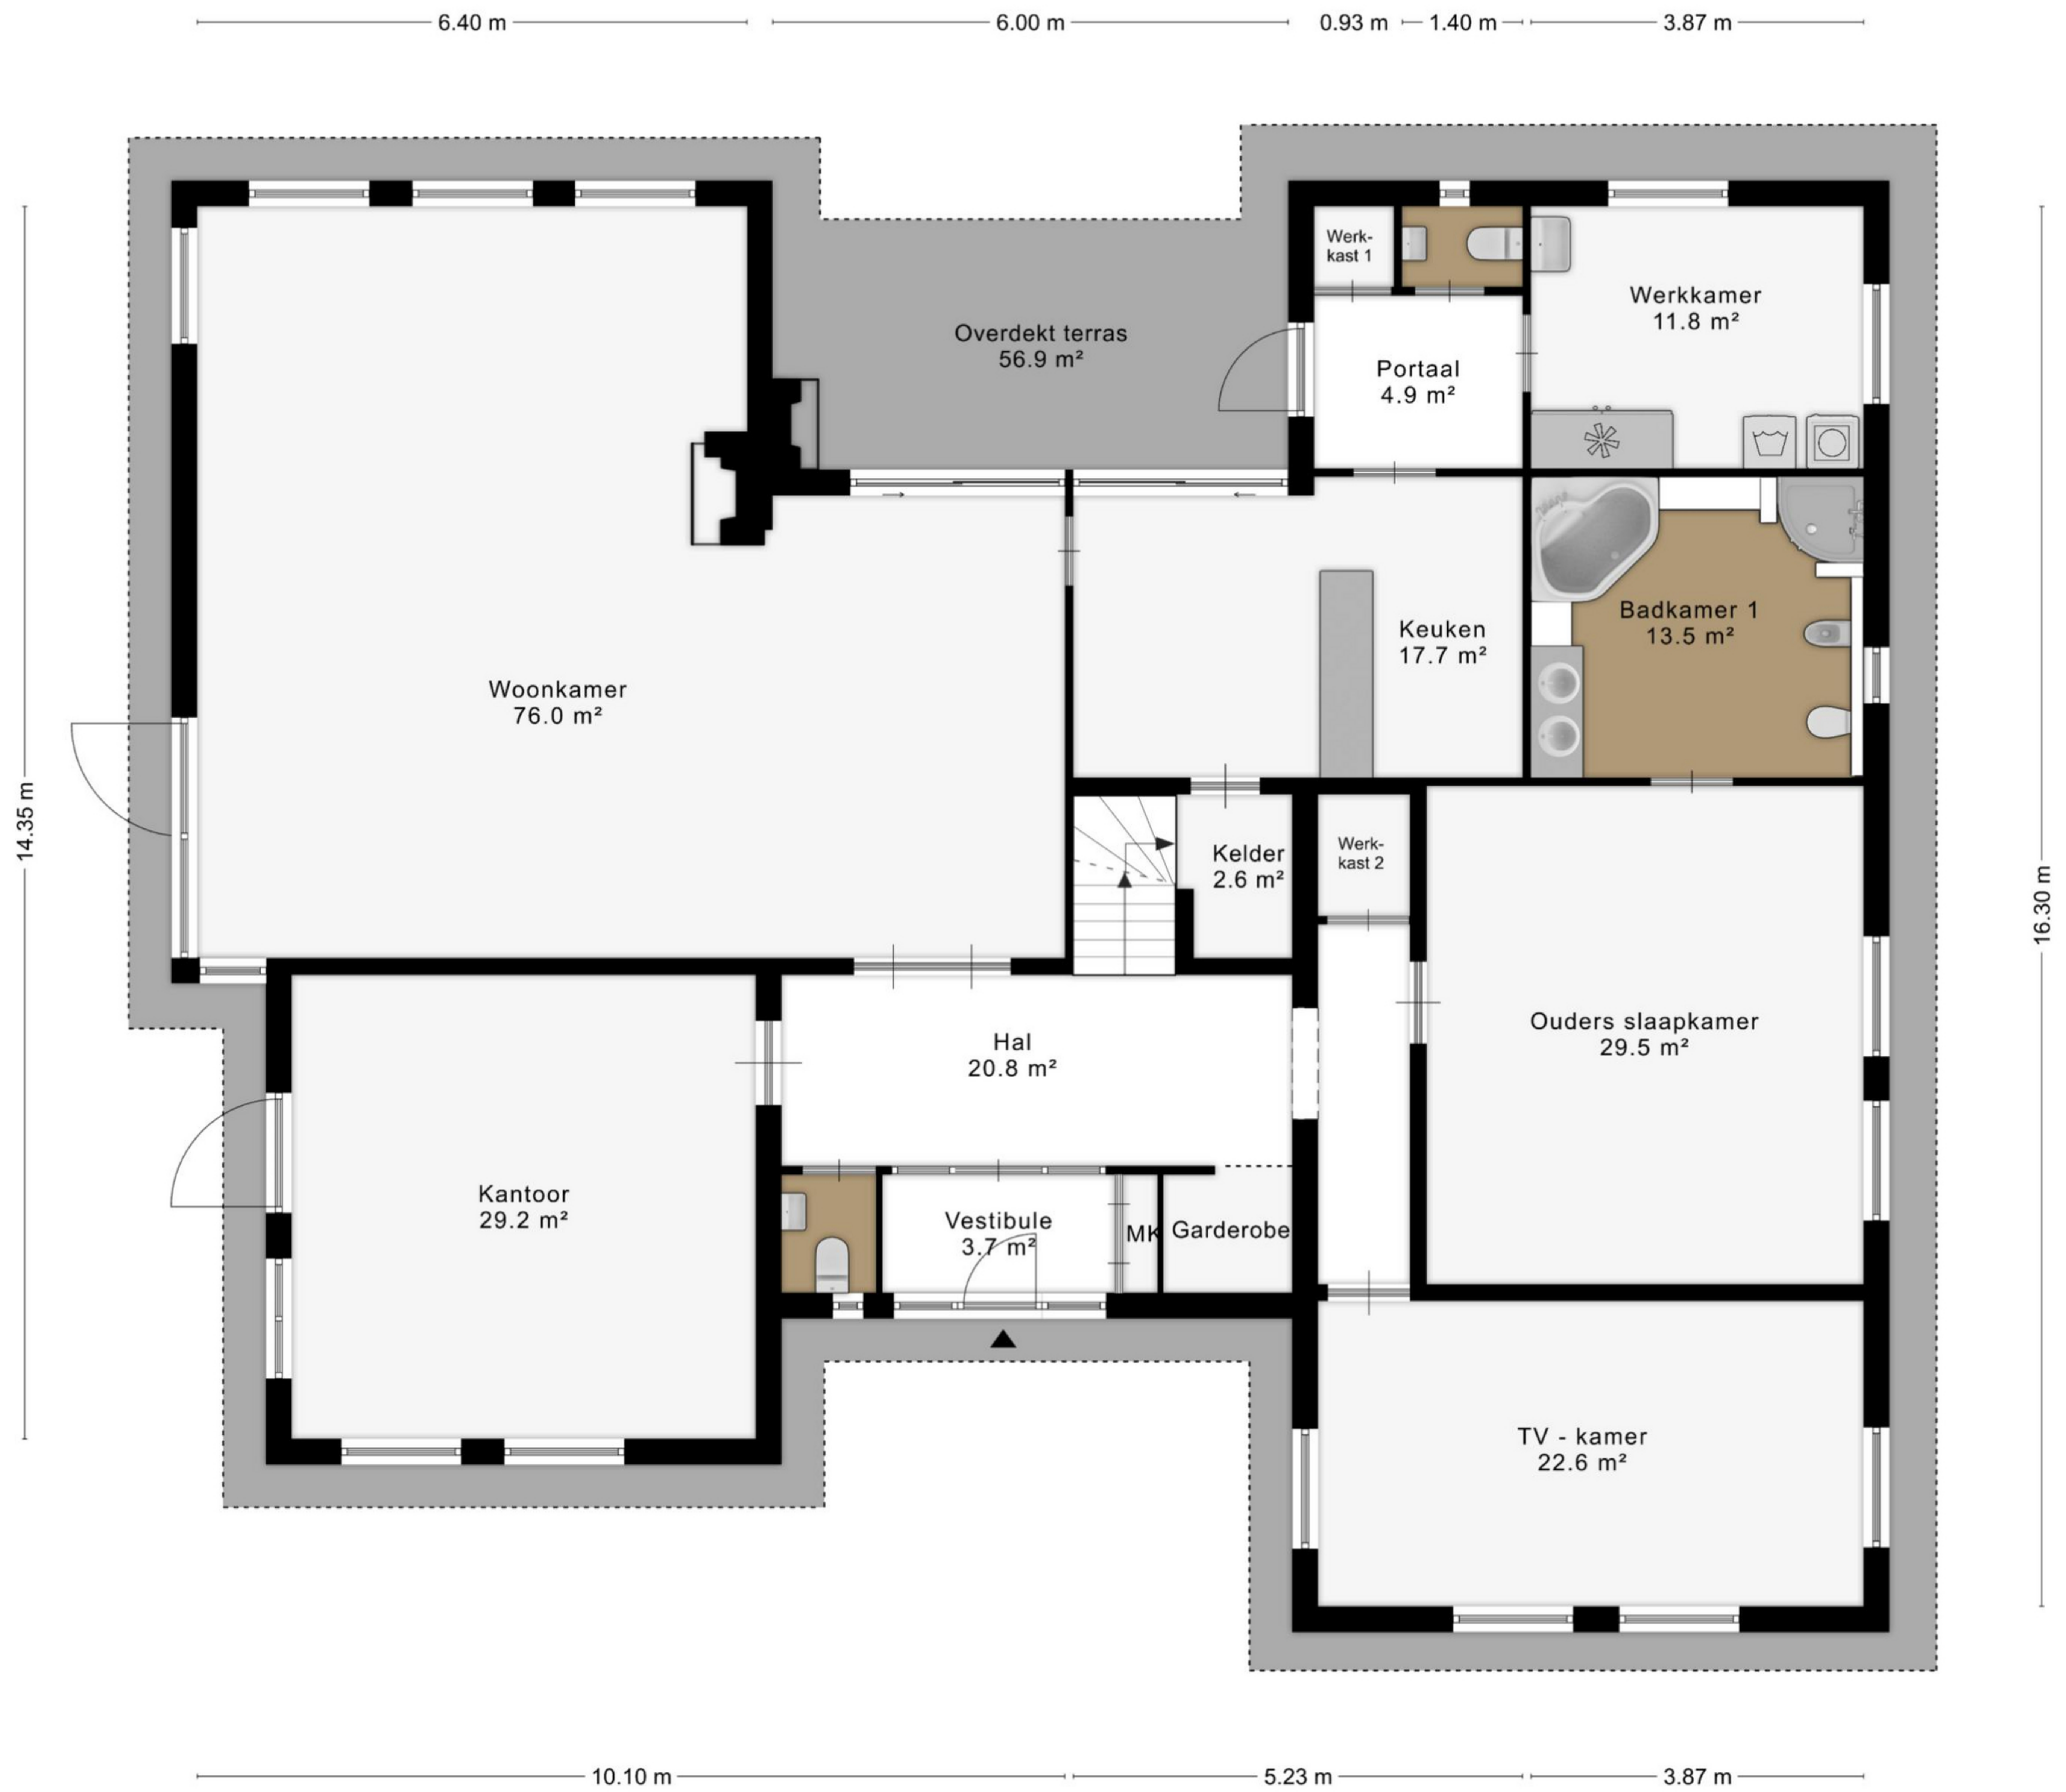 6.40 m
6.00 m
0.93 m
1.40 m
3.87 m
Werk-
kast 1
Werkkamer
11.8 m²
Overdekt terras
56.9 m²
Portaal
4.9 m²
Badkamer 1
13.5 m²
Keuken
17.7 m²
Woonkamer
76.0 m²
14.35 m
Kelder
2.6 m²
Werk-
kast 2
16.30 m
Ouders slaapkamer
29.5 m²
Hal
20.8 m²
Kantoor
29.2 m²
Vestibule
3.7 m²
MK
Garderobe
TV - kamer
22.6 m²
10.10 m
5.23 m
3.87 m